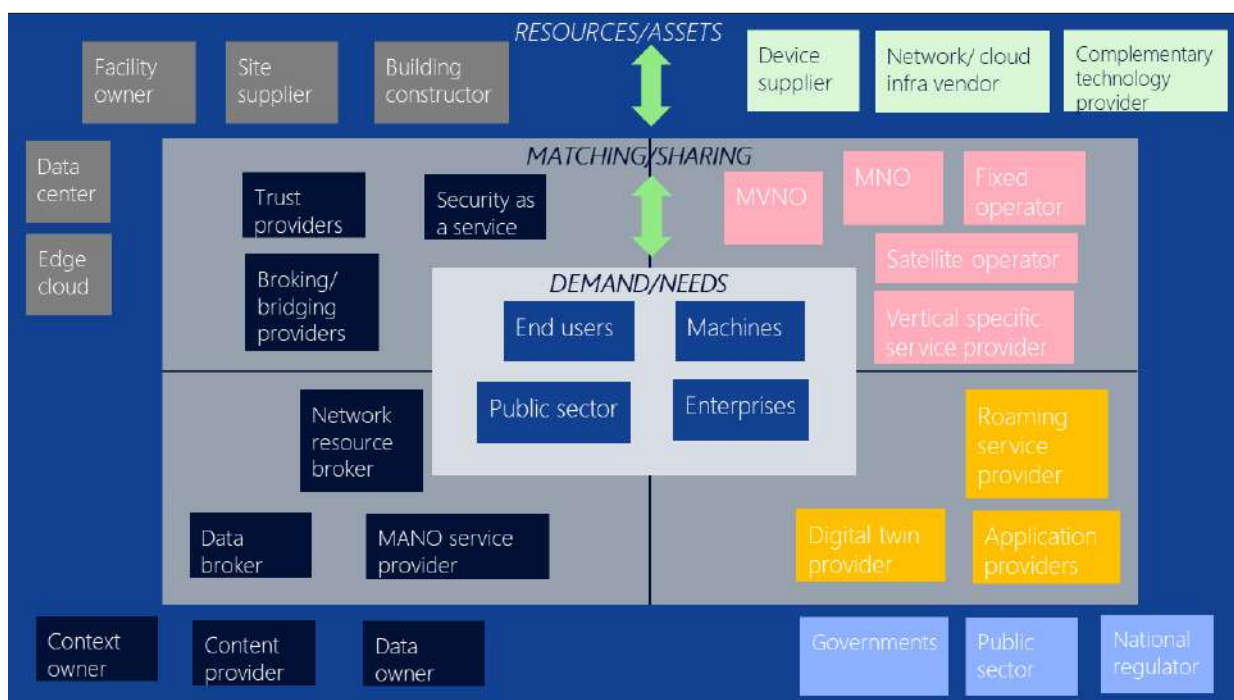 RESOURCES/ASSETS
Facility
owner
Site
supplier
Building
constructor
Device
supplier
Network/ cloud
infra vendor
Complementary
technology
provider
Data
center
Edge
cloud
MATCHING/SHARING
Trust
providers
Security as
a service
Broking/
bridging
providers
MVNO
MNO
Fixed
operator
Satellite operator
Vertical specific
service provider
DEMAND/NEEDS
End users
Machines
Public sector
Enterprises
Network
resource
broker
Data
broker
MANO service
provider
Roaming
service
provider
Digital twin
provider
Application
providers
Context
owner
Content
provider
Data
owner
Governments
Public
sector
National
regulator